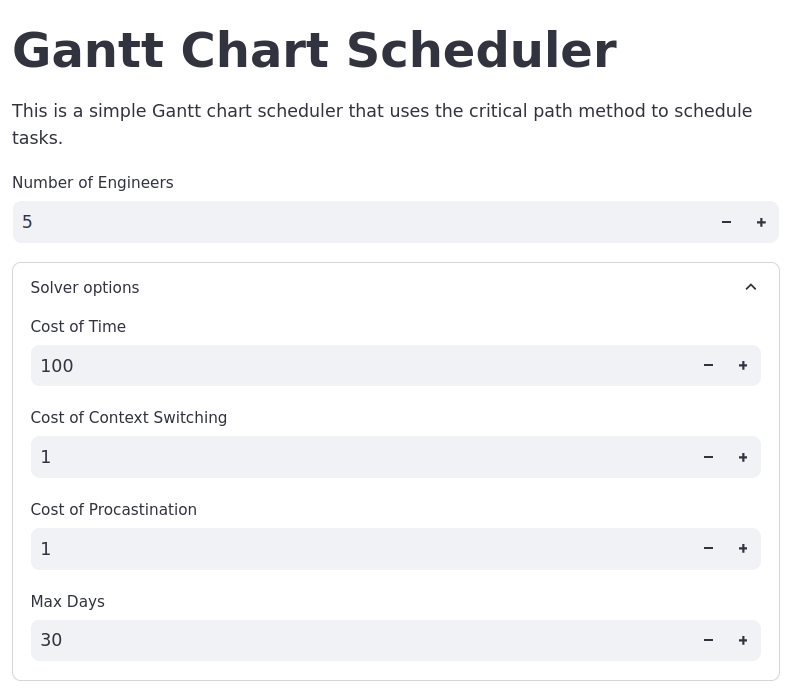 Gantt Chart Scheduler
This is a simple Gantt chart scheduler that uses the critical path method to schedule
tasks.
Number of Engineers
5
Solver options
Cost of Time
100
Cost of Context Switching
1
Cost of Procastination
1
Max Days
30